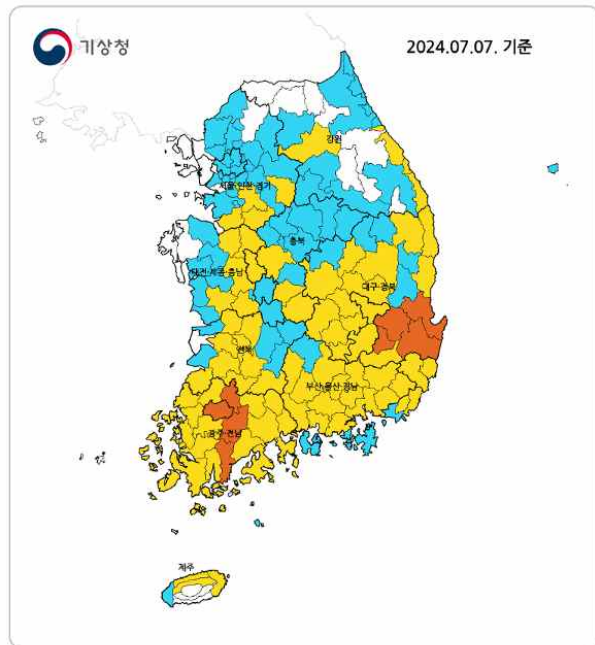 기상청
2024.07.07. 기준
강원
서울·인천·경기
충북
대전·세종·충남
대구·경북
전북
부산·울산·경남
광주·전남
제주